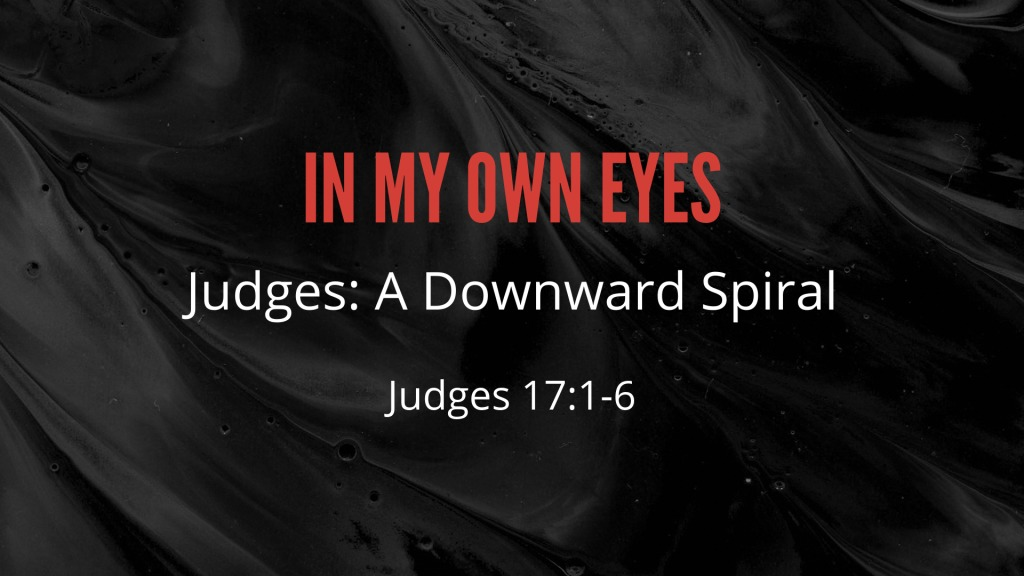 IN MY OWN EYES
Judges: A Downward Spiral
Judges 17:1-6